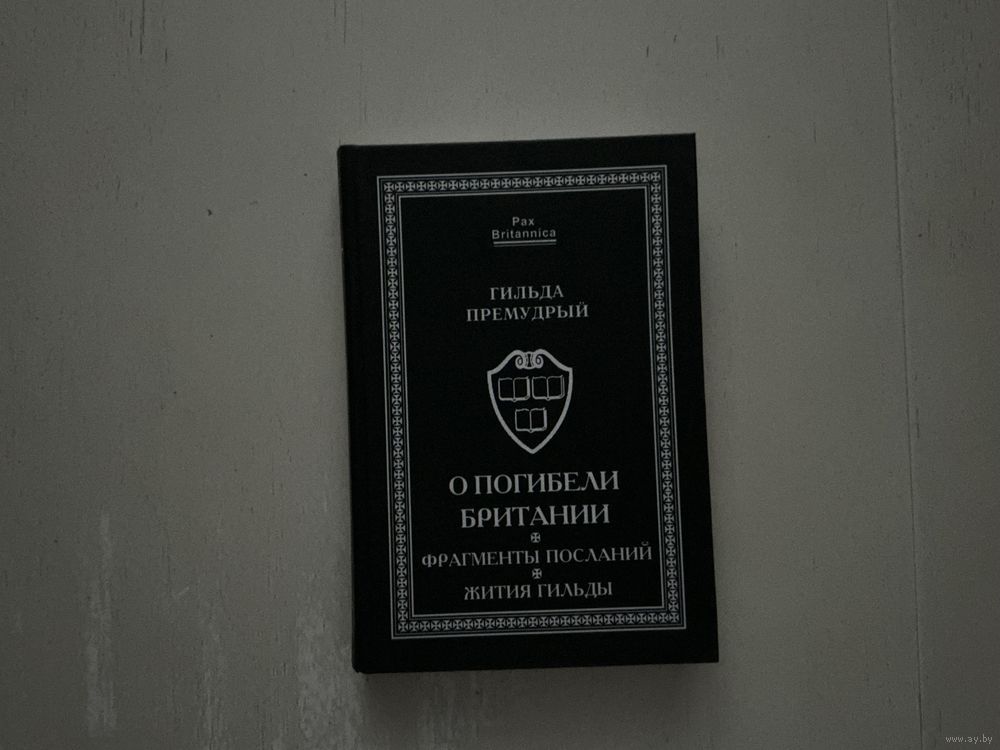 Pax
Britannica
ГИЛЬДА
ПРЕМУДРЫЙ
О ПОГИБЕЛИ
БРИТАНИИ
ФРАГМЕНТЫ ПОСЛАНИЙ
ЖИТИЯ ГИЛЬДЫ
www.ay.by